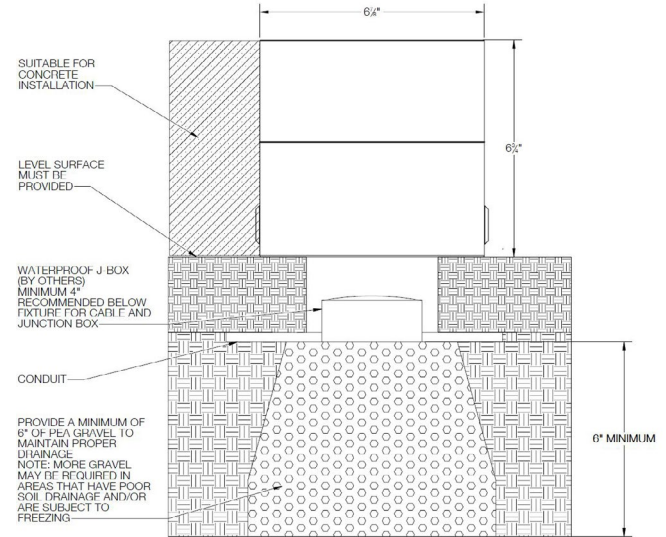 6⅞"
SUITABLE FOR
CONCRETE
INSTALLATION
6¾"
LEVEL SURFACE
MUST BE
PROVIDED
WATERPROOF J-BOX
(BY OTHERS)
MINIMUM 4"
RECOMMENDED BELOW
FIXTURE FOR CABLE AND
JUNCTION BOX
CONDUIT
PROVIDE A MINIMUM OF
6" OF PEA GRAVEL TO
MAINTAIN PROPER
DRAINAGE
NOTE: MORE GRAVEL
MAY BE REQUIRED IN
AREAS THAT HAVE POOR
SOIL DRAINAGE AND/OR
ARE SUBJECT TO
FREEZING
6" MINIMUM